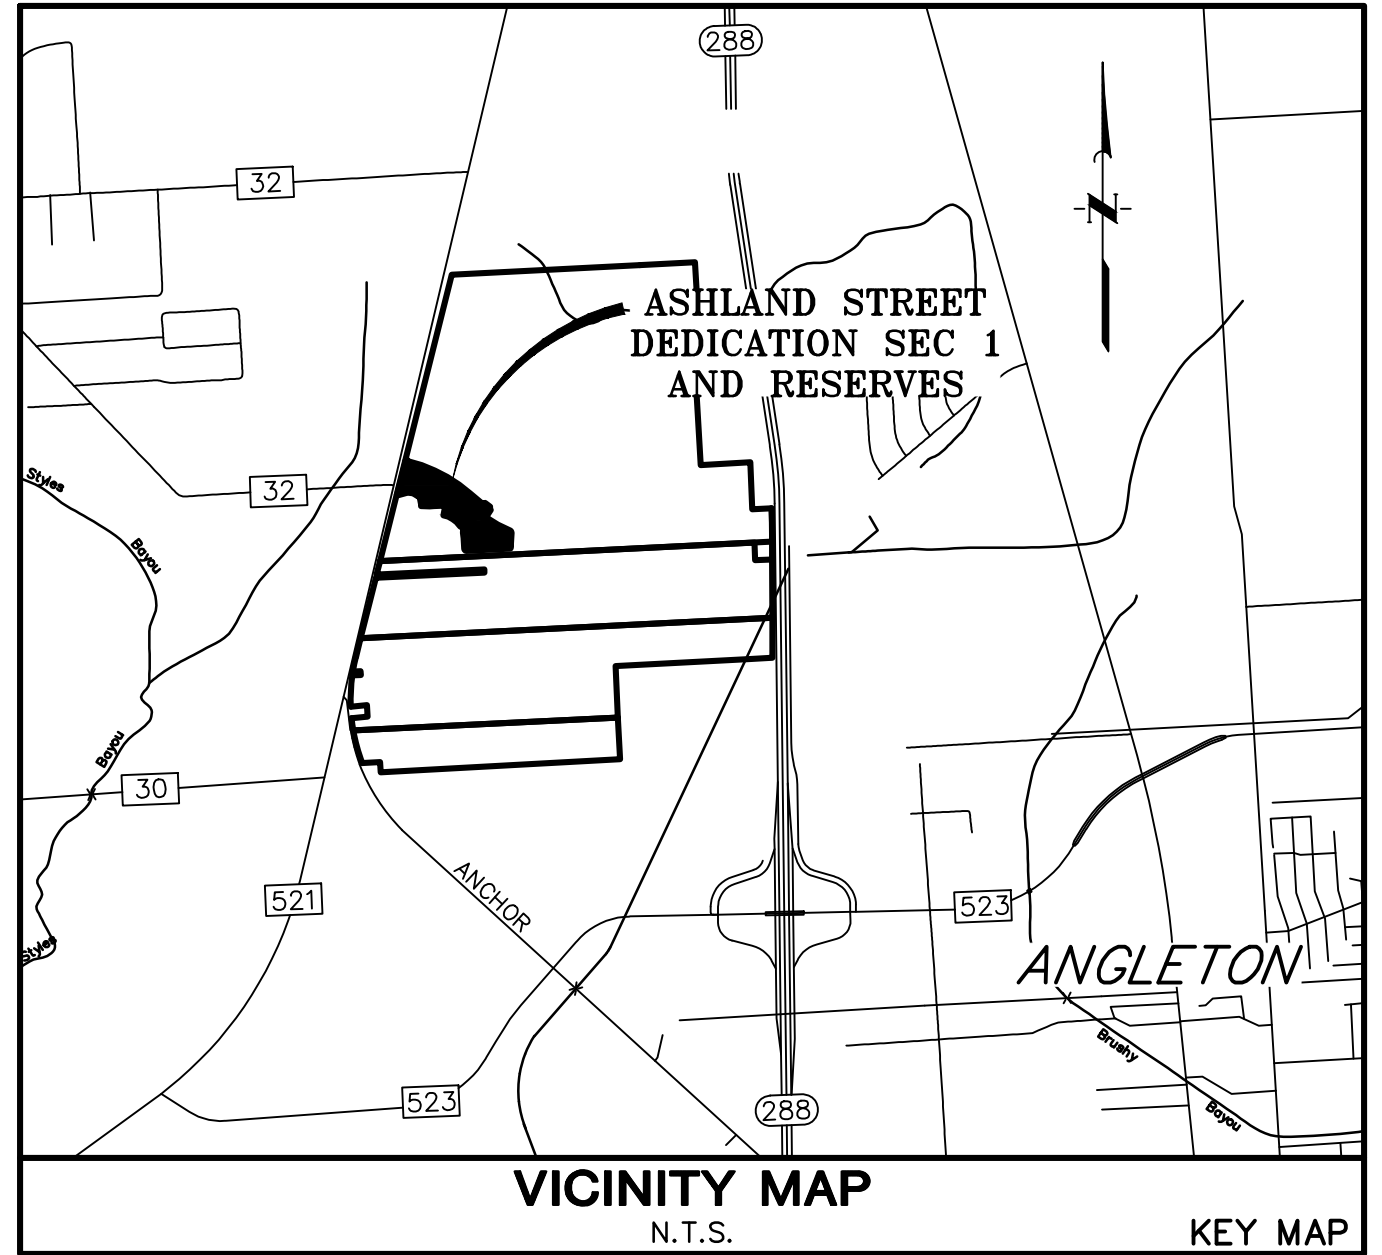 288
32
ASHLAND STREET
DEDICATION SEC 1
AND RESERVES
N
32
Styles
Bayou
Bayou
30
521
ANCHOR
523
Styles
ANGLETON
Brushy
Bayou
523
288
VICINITY MAP
N.T.S.
KEY MAP